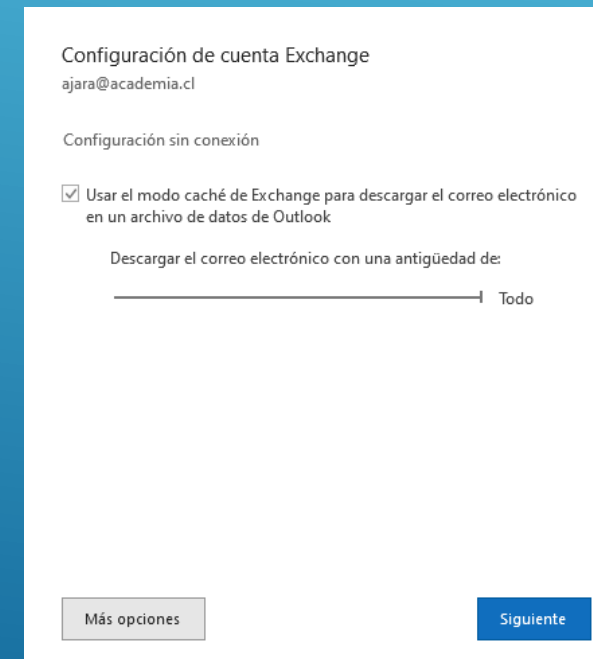 Configuración de cuenta Exchange
ajara@academia.cl
Configuración sin conexión
Usar el modo caché de Exchange para descargar el correo electrónico
en un archivo de datos de Outlook
Descargar el correo electrónico con una antigüedad de:
Todo
Más opciones
Siguiente